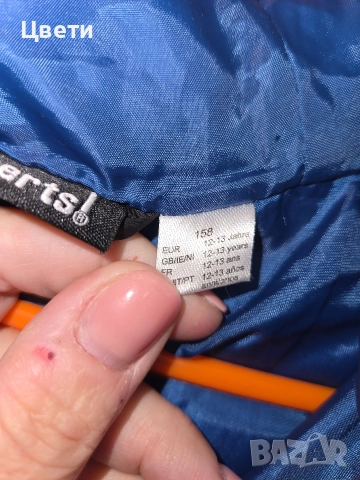 Цвети
arts!
158
EUR 12-13 Jahre
GB/IE/NI 12-13 years
FR 12-13 ans
12-13 años
BAZAR